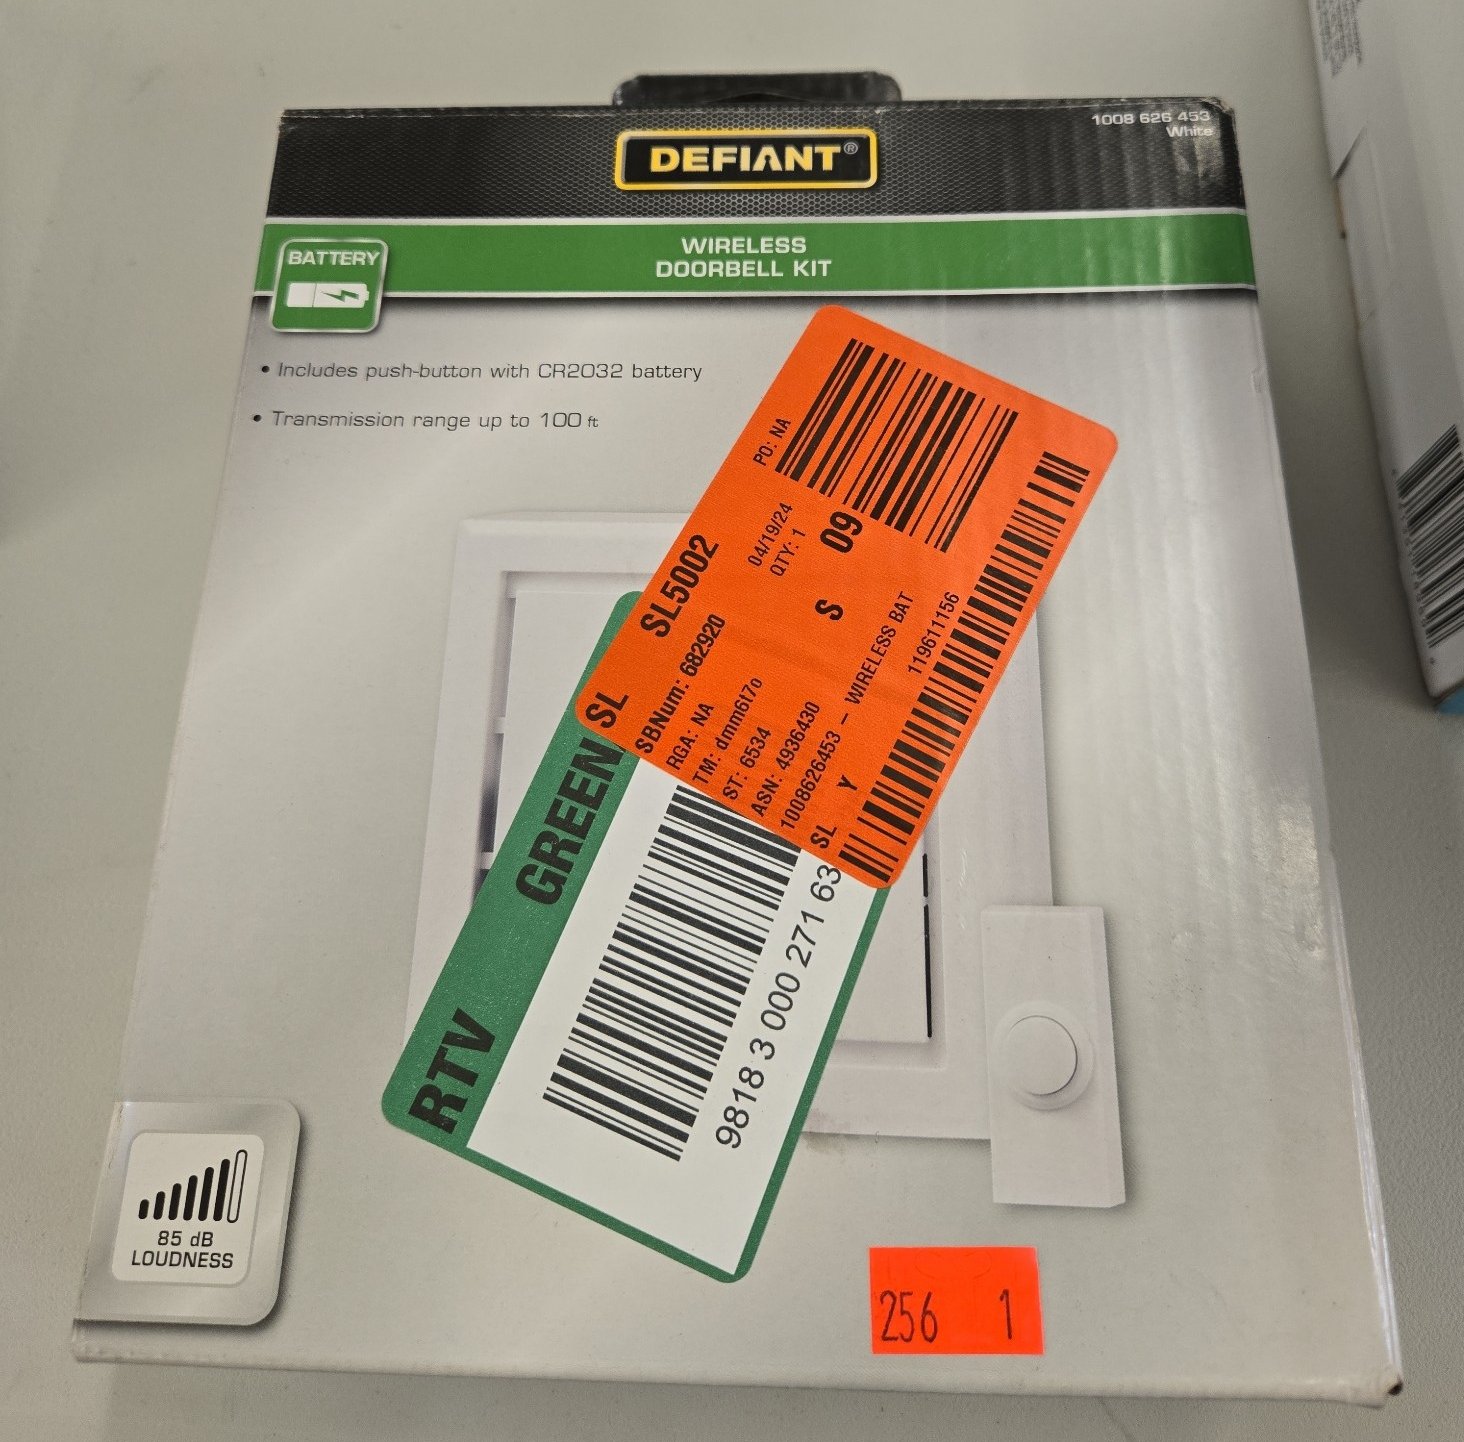 1008 626 453
White
DEFIANT®
WIRELESS
DOORBELL KIT
BATTERY
• Includes push-button with CR2032 battery
• Transmission range up to 100 ft
PO: NA
SL5002
04/19/24
QTY: 1
S 09
SL
SBNum: 682920
RGA: NA
TM: dmm6t7o
ST: 6534
ASN: 4936430
1008626453 – WIRELESS BAT
SL Y
119611156
RTV GREEN
9818 3 000 271 63
85 dB
LOUDNESS
256 1